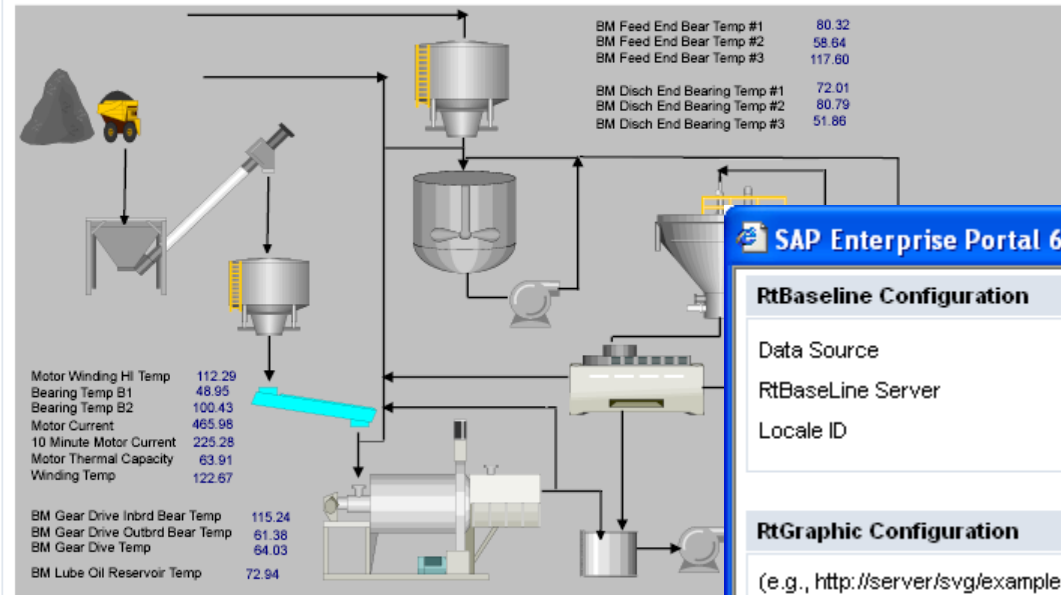 BM Feed End Bear Temp #1 80.32
BM Feed End Bear Temp #2 58.64
BM Feed End Bear Temp #3 117.60
BM Disch End Bearing Temp #1 72.01
BM Disch End Bearing Temp #2 80.79
BM Disch End Bearing Temp #3 51.86
SAP Enterprise Portal 6
RtBaseline Configuration
Data Source
RtBaseLine Server
Locale ID
RtGraphic Configuration
(e.g., http://server/svg/example
Motor Winding HI Temp 112.29
Bearing Temp B1 48.95
Bearing Temp B2 100.43
Motor Current 465.98
10 Minute Motor Current 225.28
Motor Thermal Capacity 63.91
Winding Temp 122.67
BM Gear Drive Inbrd Bear Temp 115.24
BM Gear Drive Outbrd Bear Temp 61.38
BM Gear Dive Temp 64.03
BM Lube Oil Reservoir Temp 72.94